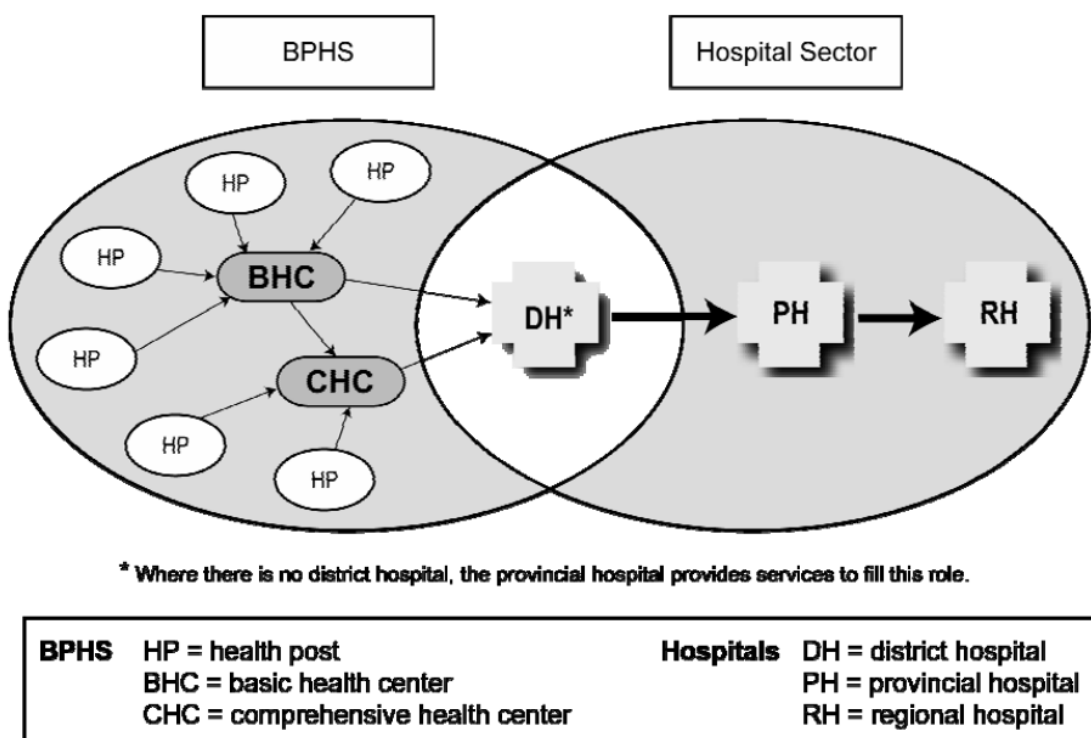 BPHS
Hospital Sector
HP
HP
HP
BHC
HP
CHC
HP
HP
DH*
PH
RH
* Where there is no district hospital, the provincial hospital provides services to fill this role.
BPHS HP = health post
BHC = basic health center
CHC = comprehensive health center
Hospitals DH = district hospital
PH = provincial hospital
RH = regional hospital